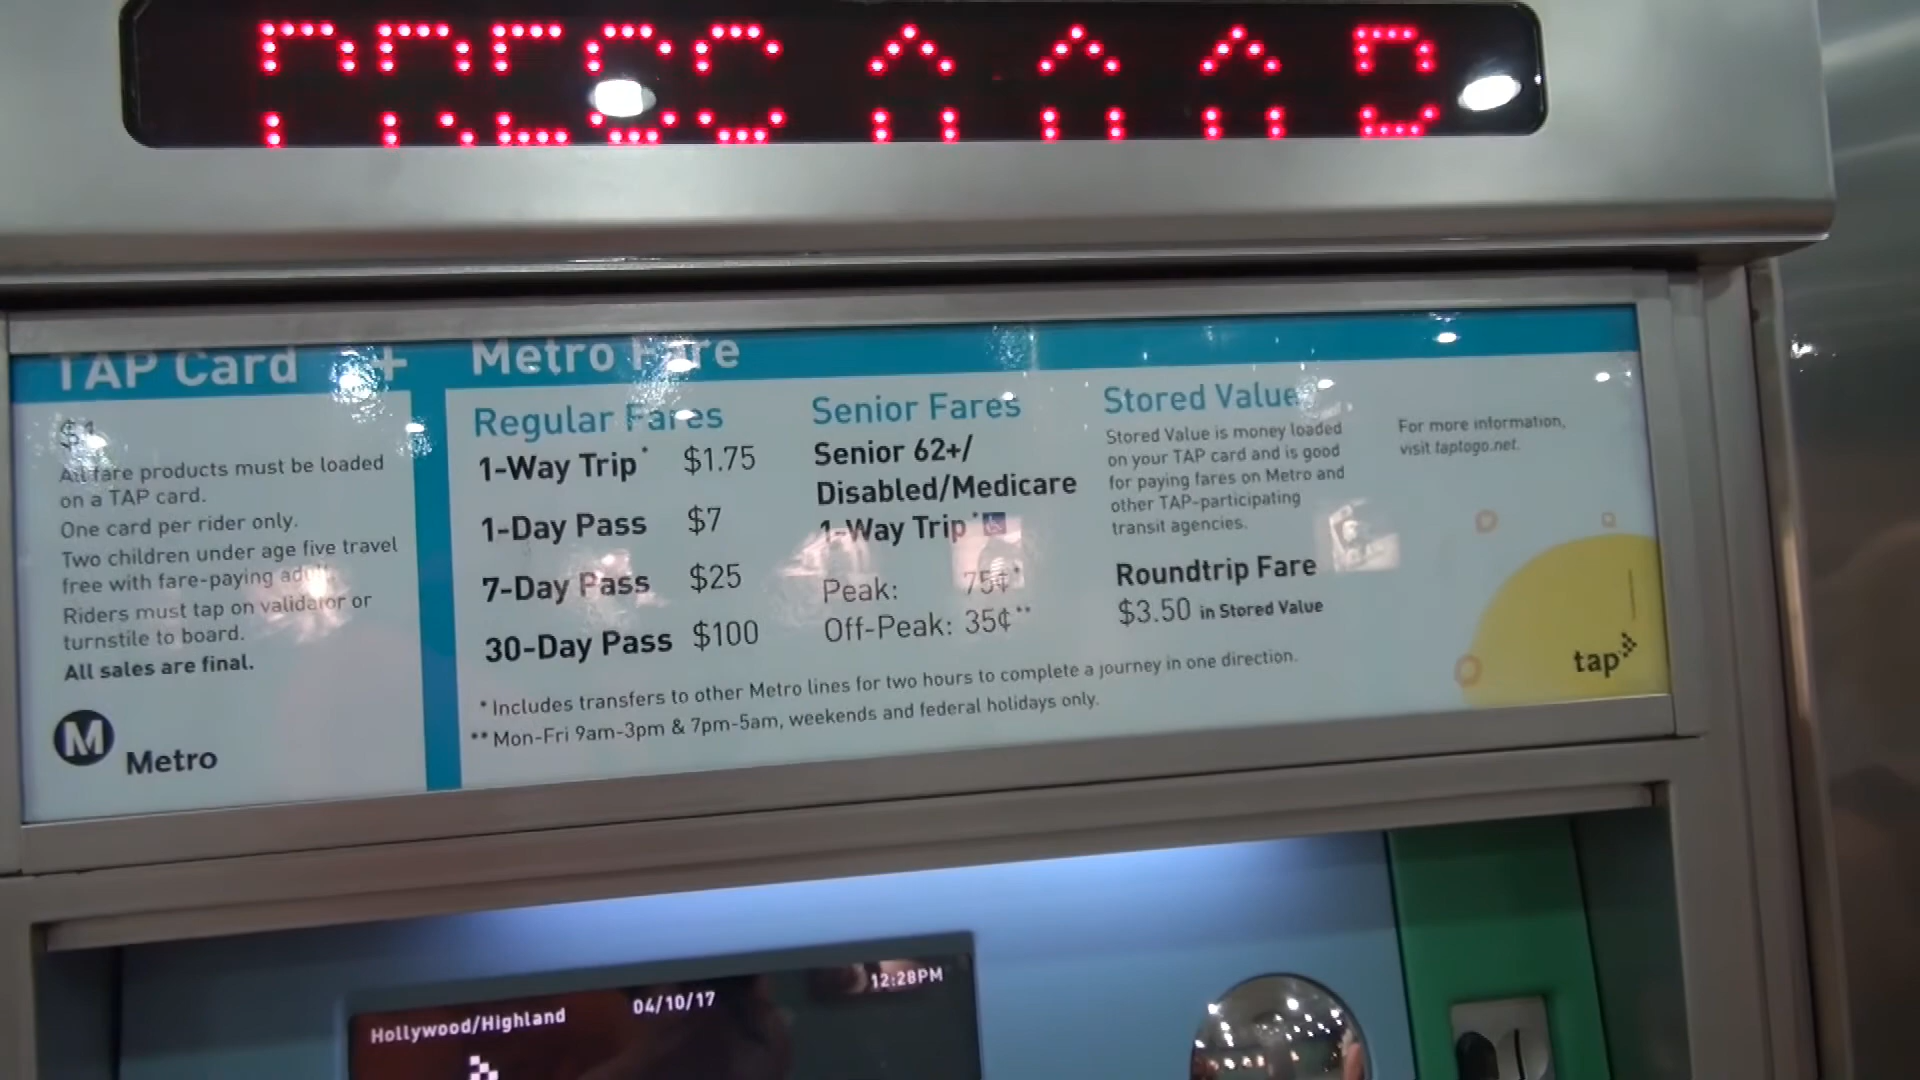 TAP Card +
$1
All fare products must be loaded
on a TAP card.
One card per rider only.
Two children under age five travel
free with fare-paying adult.
Riders must tap on validator or
turnstile to board.
All sales are final.
M Metro
Metro Fare
Regular Fares
1-Way Trip* $1.75
1-Day Pass $7
7-Day Pass $25
30-Day Pass $100
Senior Fares
Senior 62+/
Disabled/Medicare
1-Way Trip*
Peak: 75¢*
Off-Peak: 35¢**
Stored Value
Stored Value is money loaded
on your TAP card and is good
for paying fares on Metro and
other TAP-participating
transit agencies.
Roundtrip Fare
$3.50 in Stored Value
For more information,
visit taptogo.net.
tap
* Includes transfers to other Metro lines for two hours to complete a journey in one direction.
** Mon-Fri 9am-3pm & 7pm-5am, weekends and federal holidays only.
Hollywood/Highland 04/10/17 12:28PM